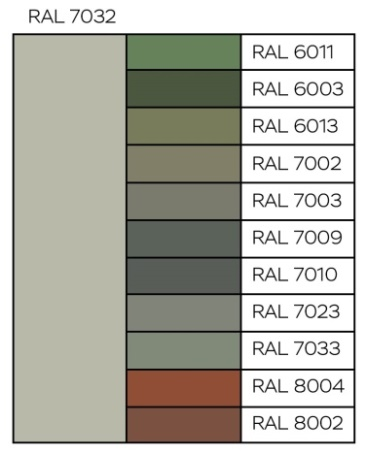 RAL 7032
RAL 6011
RAL 6003
RAL 6013
RAL 7002
RAL 7003
RAL 7009
RAL 7010
RAL 7023
RAL 7033
RAL 8004
RAL 8002